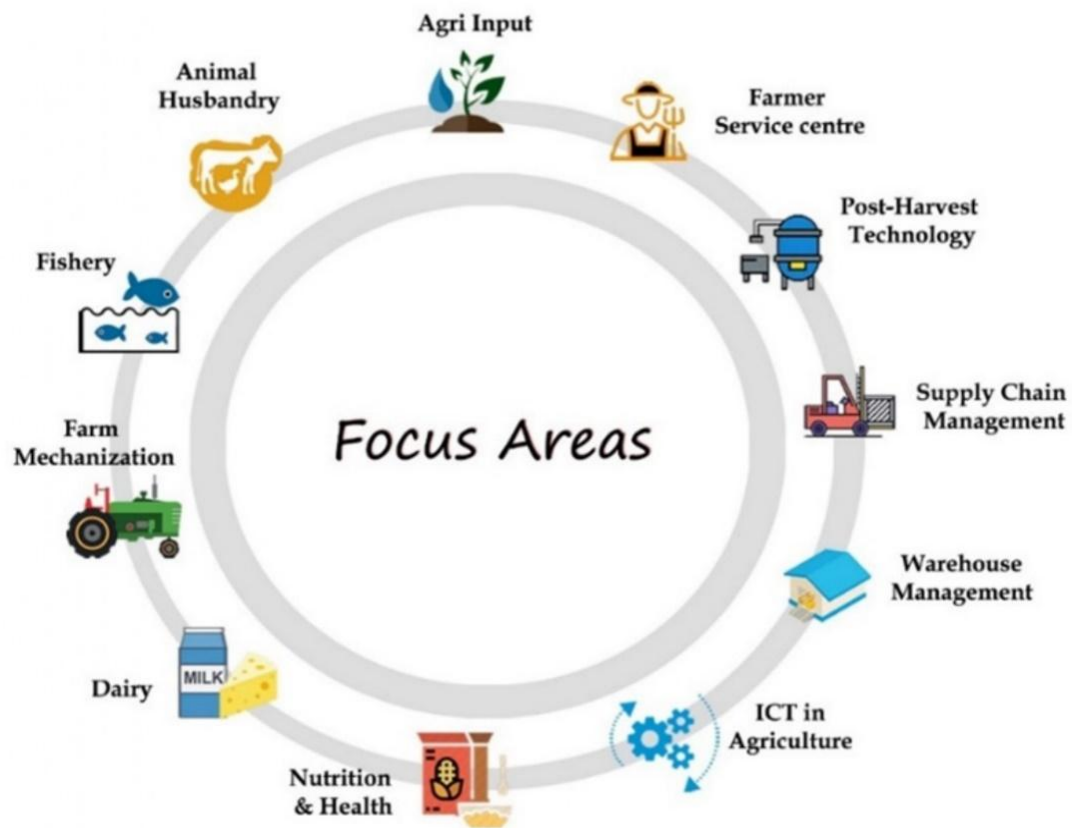 Agri Input
Farmer
Service centre
Post-Harvest
Technology
Supply Chain
Management
Warehouse
Management
ICT in
Agriculture
Nutrition
& Health
Dairy
MILK
Farm
Mechanization
Fishery
Animal
Husbandry
Focus Areas